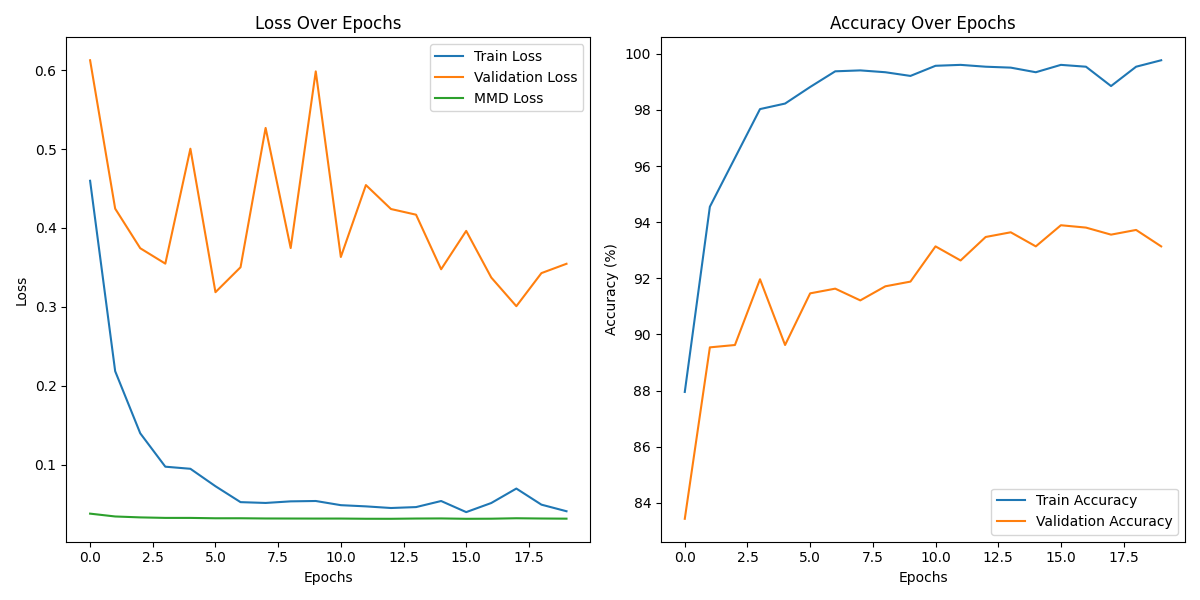 Loss Over Epochs
Train Loss
Validation Loss
MMD Loss
Loss
0.6
0.5
0.4
0.3
0.2
0.1
0.0 2.5 5.0 7.5 10.0 12.5 15.0 17.5
Epochs
Accuracy Over Epochs
Accuracy (%)
100
98
96
94
92
90
88
86
84
Train Accuracy
Validation Accuracy
0.0 2.5 5.0 7.5 10.0 12.5 15.0 17.5
Epochs